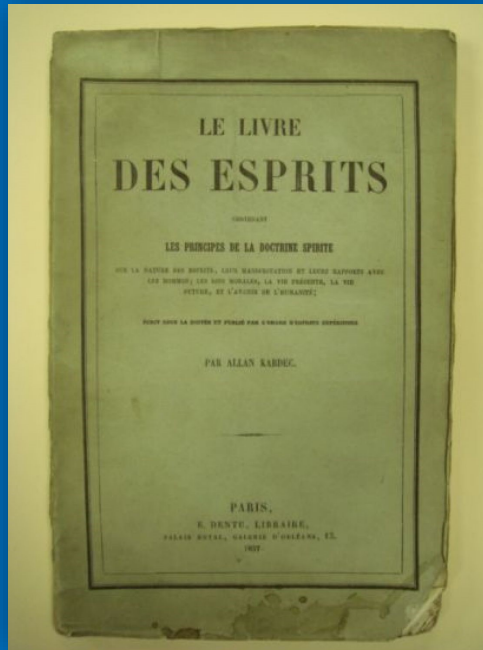 LE LIVRE
DES ESPRITS
CONTENANT
LES PRINCIPES DE LA DOCTRINE SPIRITE
SUR LA NATURE DES ESPRITS, LEUR MANIFESTATION ET LEURS RAPPORTS AVEC
LES HOMMES; LES LOIS MORALES, LA VIE PRÉSENTE, LA VIE
FUTURE, ET L'AVENIR DE L'HUMANITÉ;
ÉCRIT SOUS LA DICTÉE ET PUBLIÉ PAR L'ORDRE D'ESPRITS SUPÉRIEURS
PAR ALLAN KARDEC.
PARIS,
E. DENTU, LIBRAIRE,
PALAIS ROYAL, GALERIE D'ORLÉANS, 13.
1857